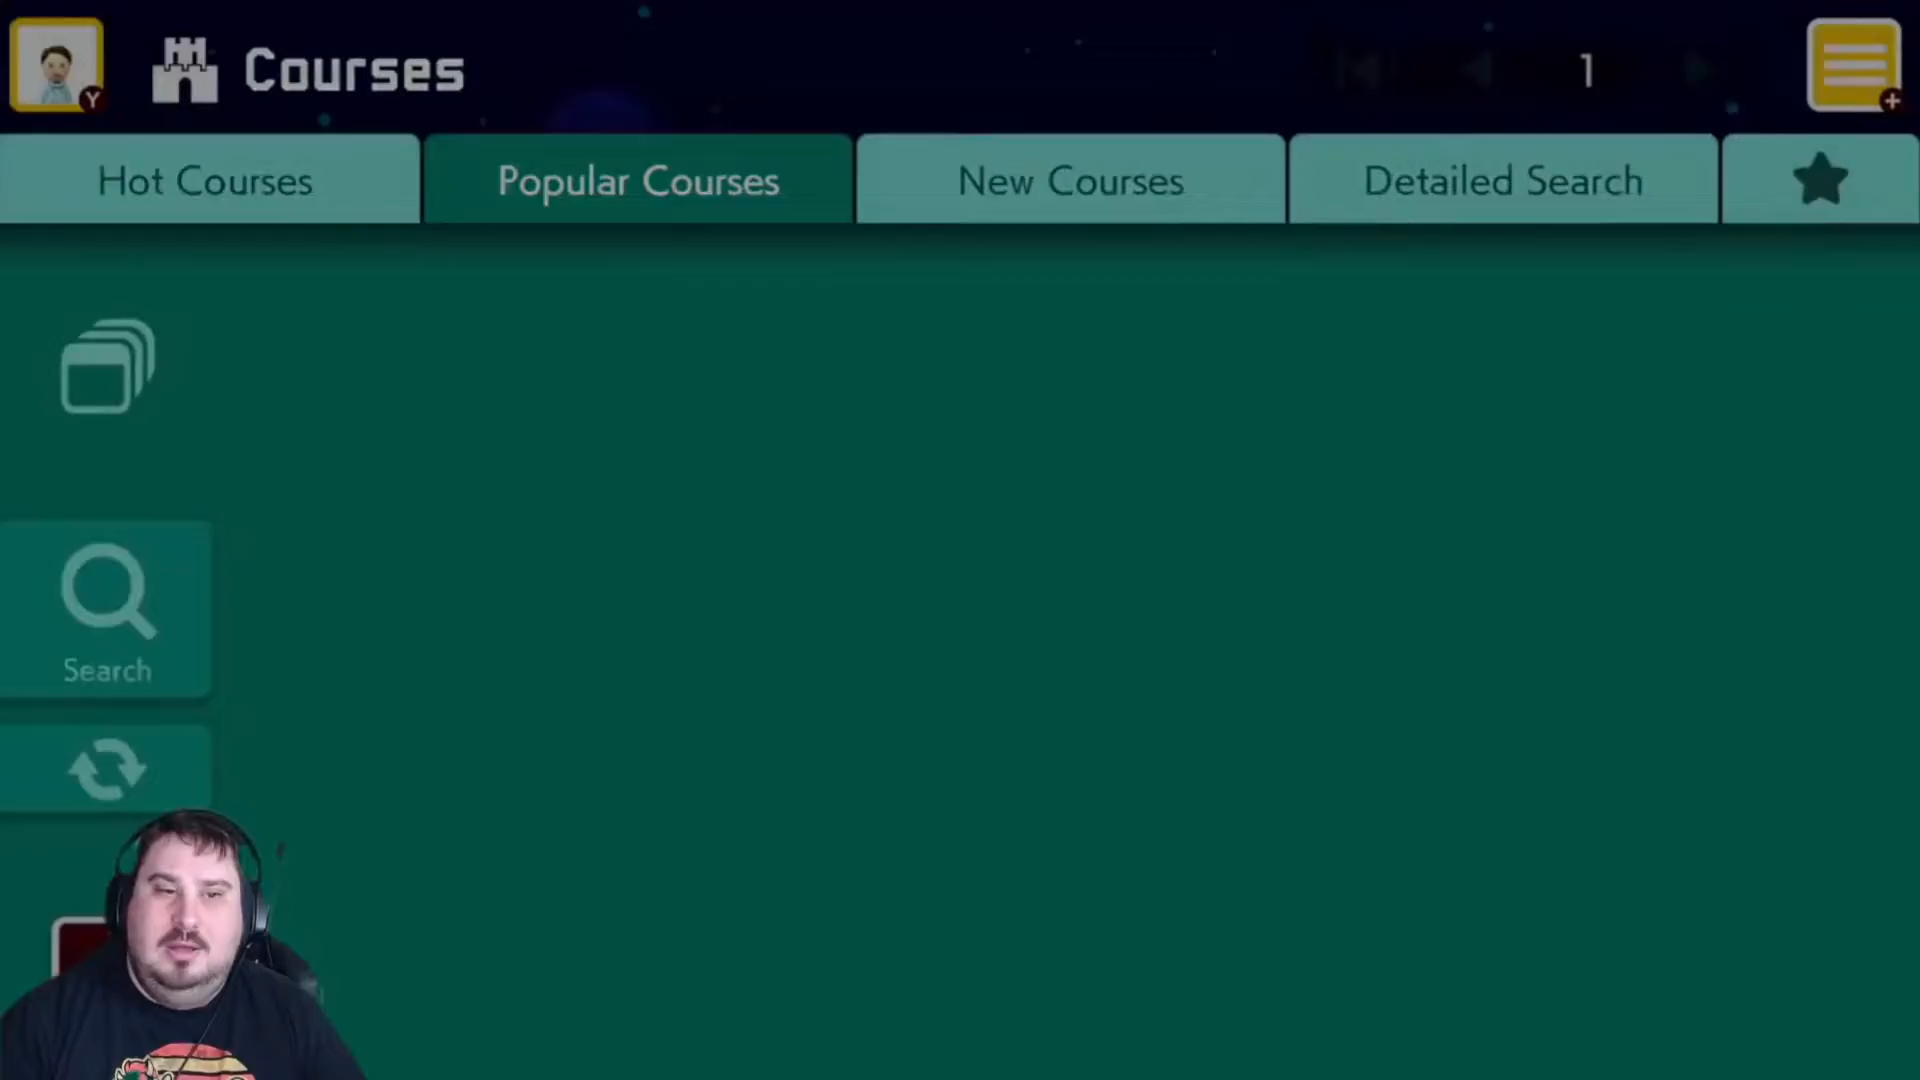 Y
Courses
1
+
Hot Courses
Popular Courses
New Courses
Detailed Search
Search